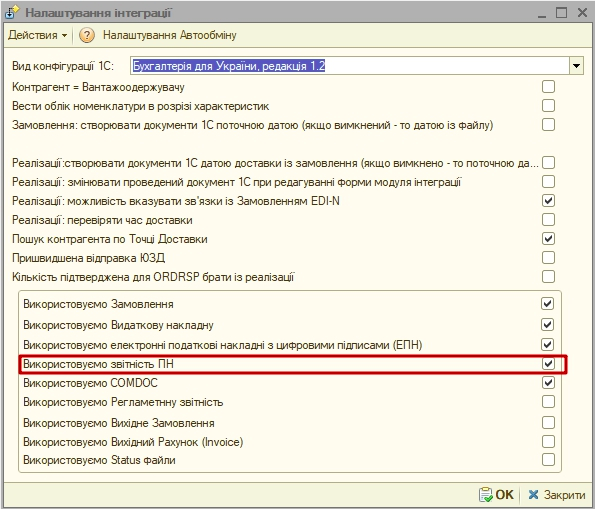 Налаштування інтеграції
Действия Налаштування Автообміну
Вид конфігурації 1С: Бухгалтерія для України, редакція 1.2
Контрагент = Вантажоодержувачу
Вести облік номенклатури в розрізі характеристик
Замовлення: створювати документи 1С поточною датою (якщо вимкнений - то датою із файлу)
Реалізації:створювати документи 1С датою доставки із замовлення (якщо вимкнено - то поточною да...
Реалізації: змінювати проведений документ 1С при редагуванні форми модуля інтеграції
Реалізації: можливість вказувати зв'язки із Замовленням EDI-N
Реалізації: перевіряти час доставки
Пошук контрагента по Точці Доставки
Пришвидшена відправка ЮЗД
Кількість підтверджена для ORDRSP брати із реалізації
Використовуємо Замовлення
Використовуємо Видаткову накладну
Використовуємо електронні податкові накладні з цифровими підписами (ЕПН)
Використовуємо звітність ПН
Використовуємо COMDOC
Використовуємо Регламетнну звітність
Використовуємо Вихідне Замовлення
Використовуємо Вихідний Рахунок (Invoice)
Використовуємо Status файли
OK Закрити